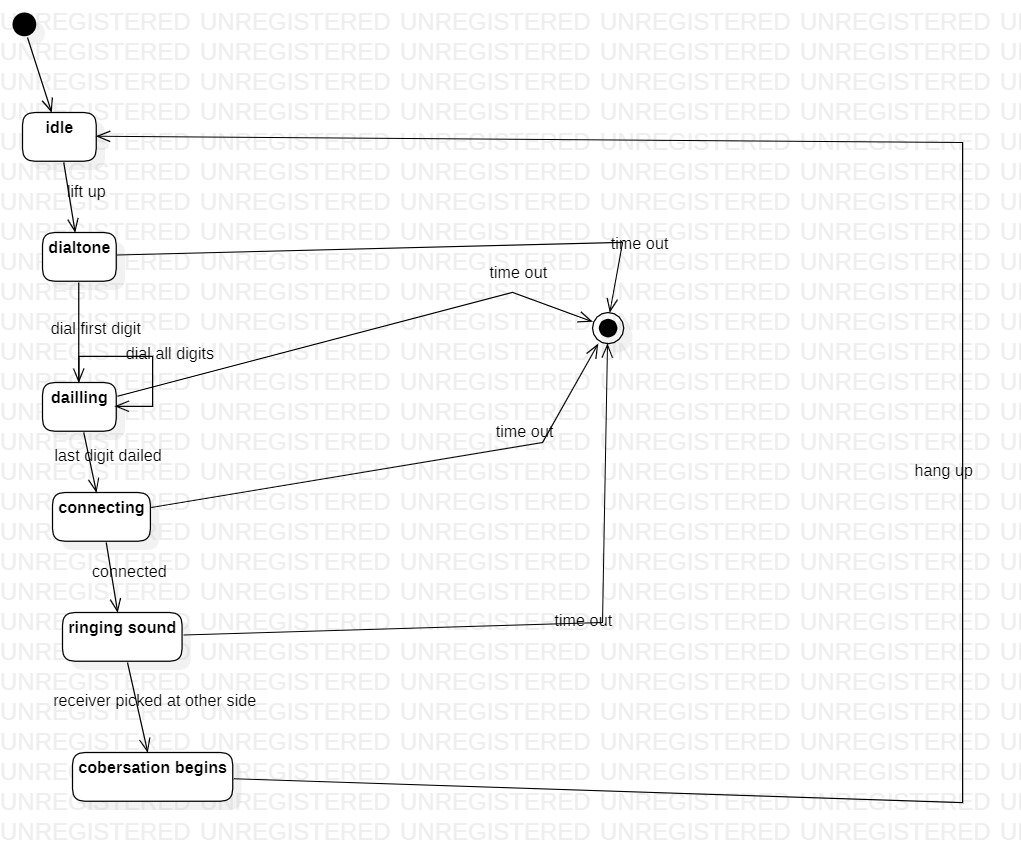 UNREGISTERED UNREGISTERED UNREGISTERED UNREGISTERED UNREGISTERED
idle
lift up
dialtone
time out
time out
dial first digit
dial all digits
dailling
time out
last digit dailed
hang up
connecting
connected
time out
ringing sound
receiver picked at other side
cobersation begins